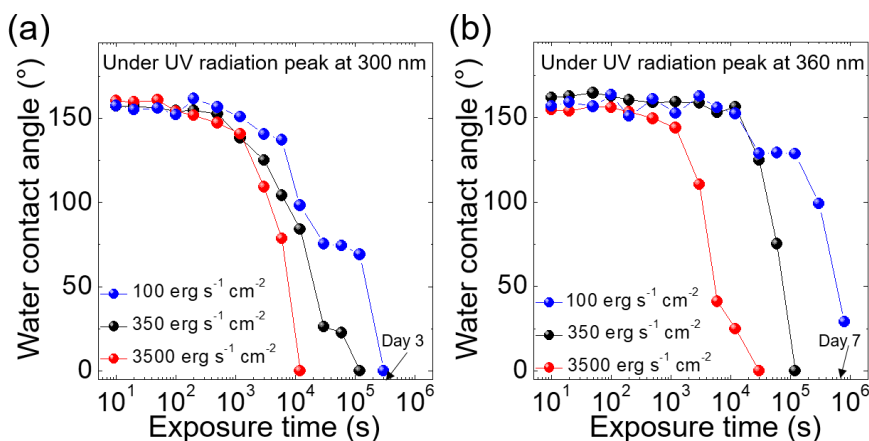 (a)
Under UV radiation peak at 300 nm
Water contact angle (°)
150
100
50
0
100 erg s⁻¹ cm⁻²
350 erg s⁻¹ cm⁻²
3500 erg s⁻¹ cm⁻²
Day 3
10¹ 10² 10³ 10⁴ 10⁵ 10⁶
Exposure time (s)
(b)
Under UV radiation peak at 360 nm
Water contact angle (°)
150
100
50
0
100 erg s⁻¹ cm⁻²
350 erg s⁻¹ cm⁻²
3500 erg s⁻¹ cm⁻²
Day 7
10¹ 10² 10³ 10⁴ 10⁵ 10⁶
Exposure time (s)